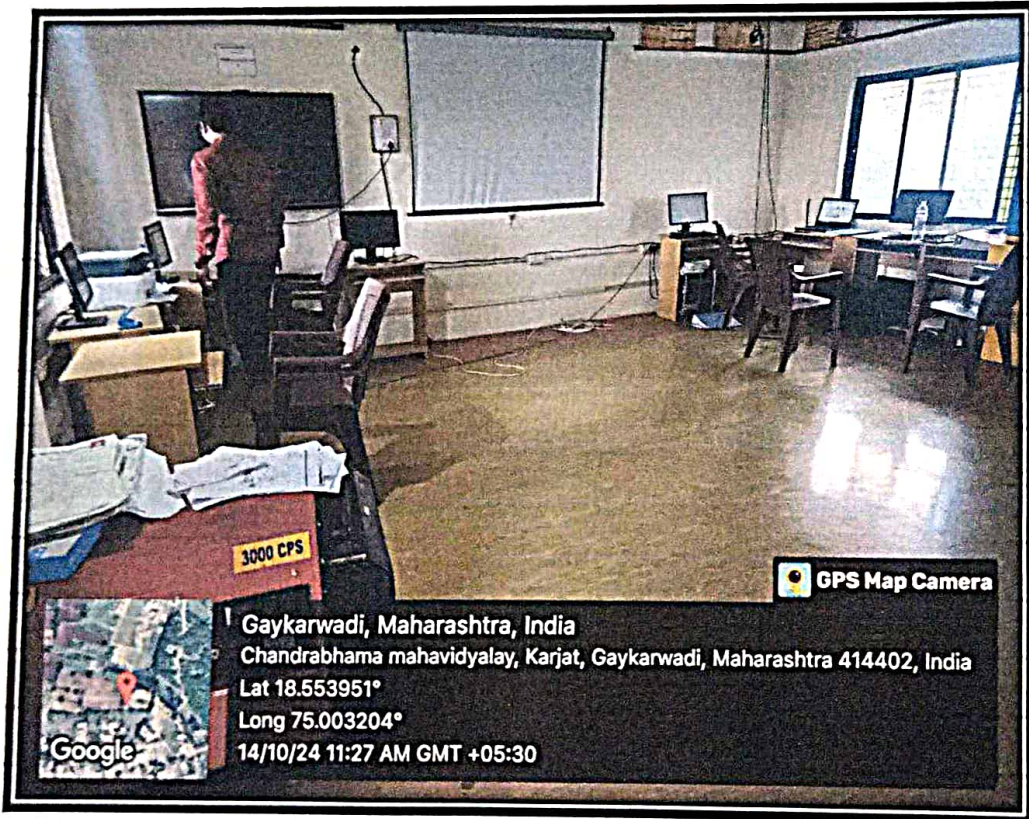 3000 CPS
GPS Map Camera
Gaykarwadi, Maharashtra, India
Chandrabhama mahavidyalay, Karjat, Gaykarwadi, Maharashtra 414402, India
Lat 18.553951°
Long 75.003204°
14/10/24 11:27 AM GMT +05:30
Google